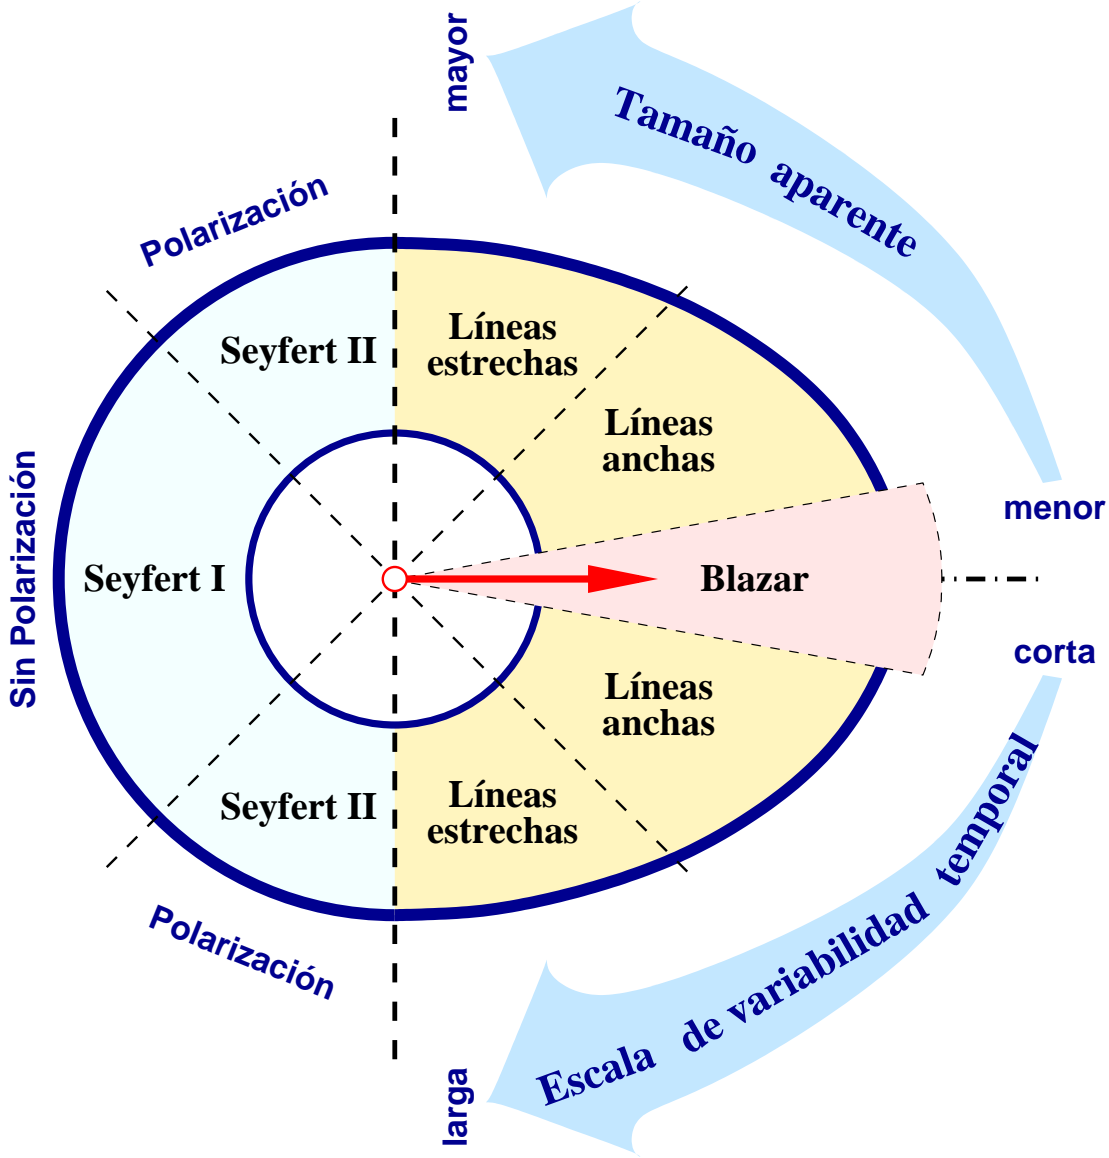 mayor
Tamaño aparente
Polarización
Seyfert II
Líneas
estrechas
Líneas
anchas
menor
Sin Polarización
Seyfert I
Blazar
corta
Líneas
anchas
Seyfert II
Líneas
estrechas
Polarización
Escala de variabilidad temporal
larga